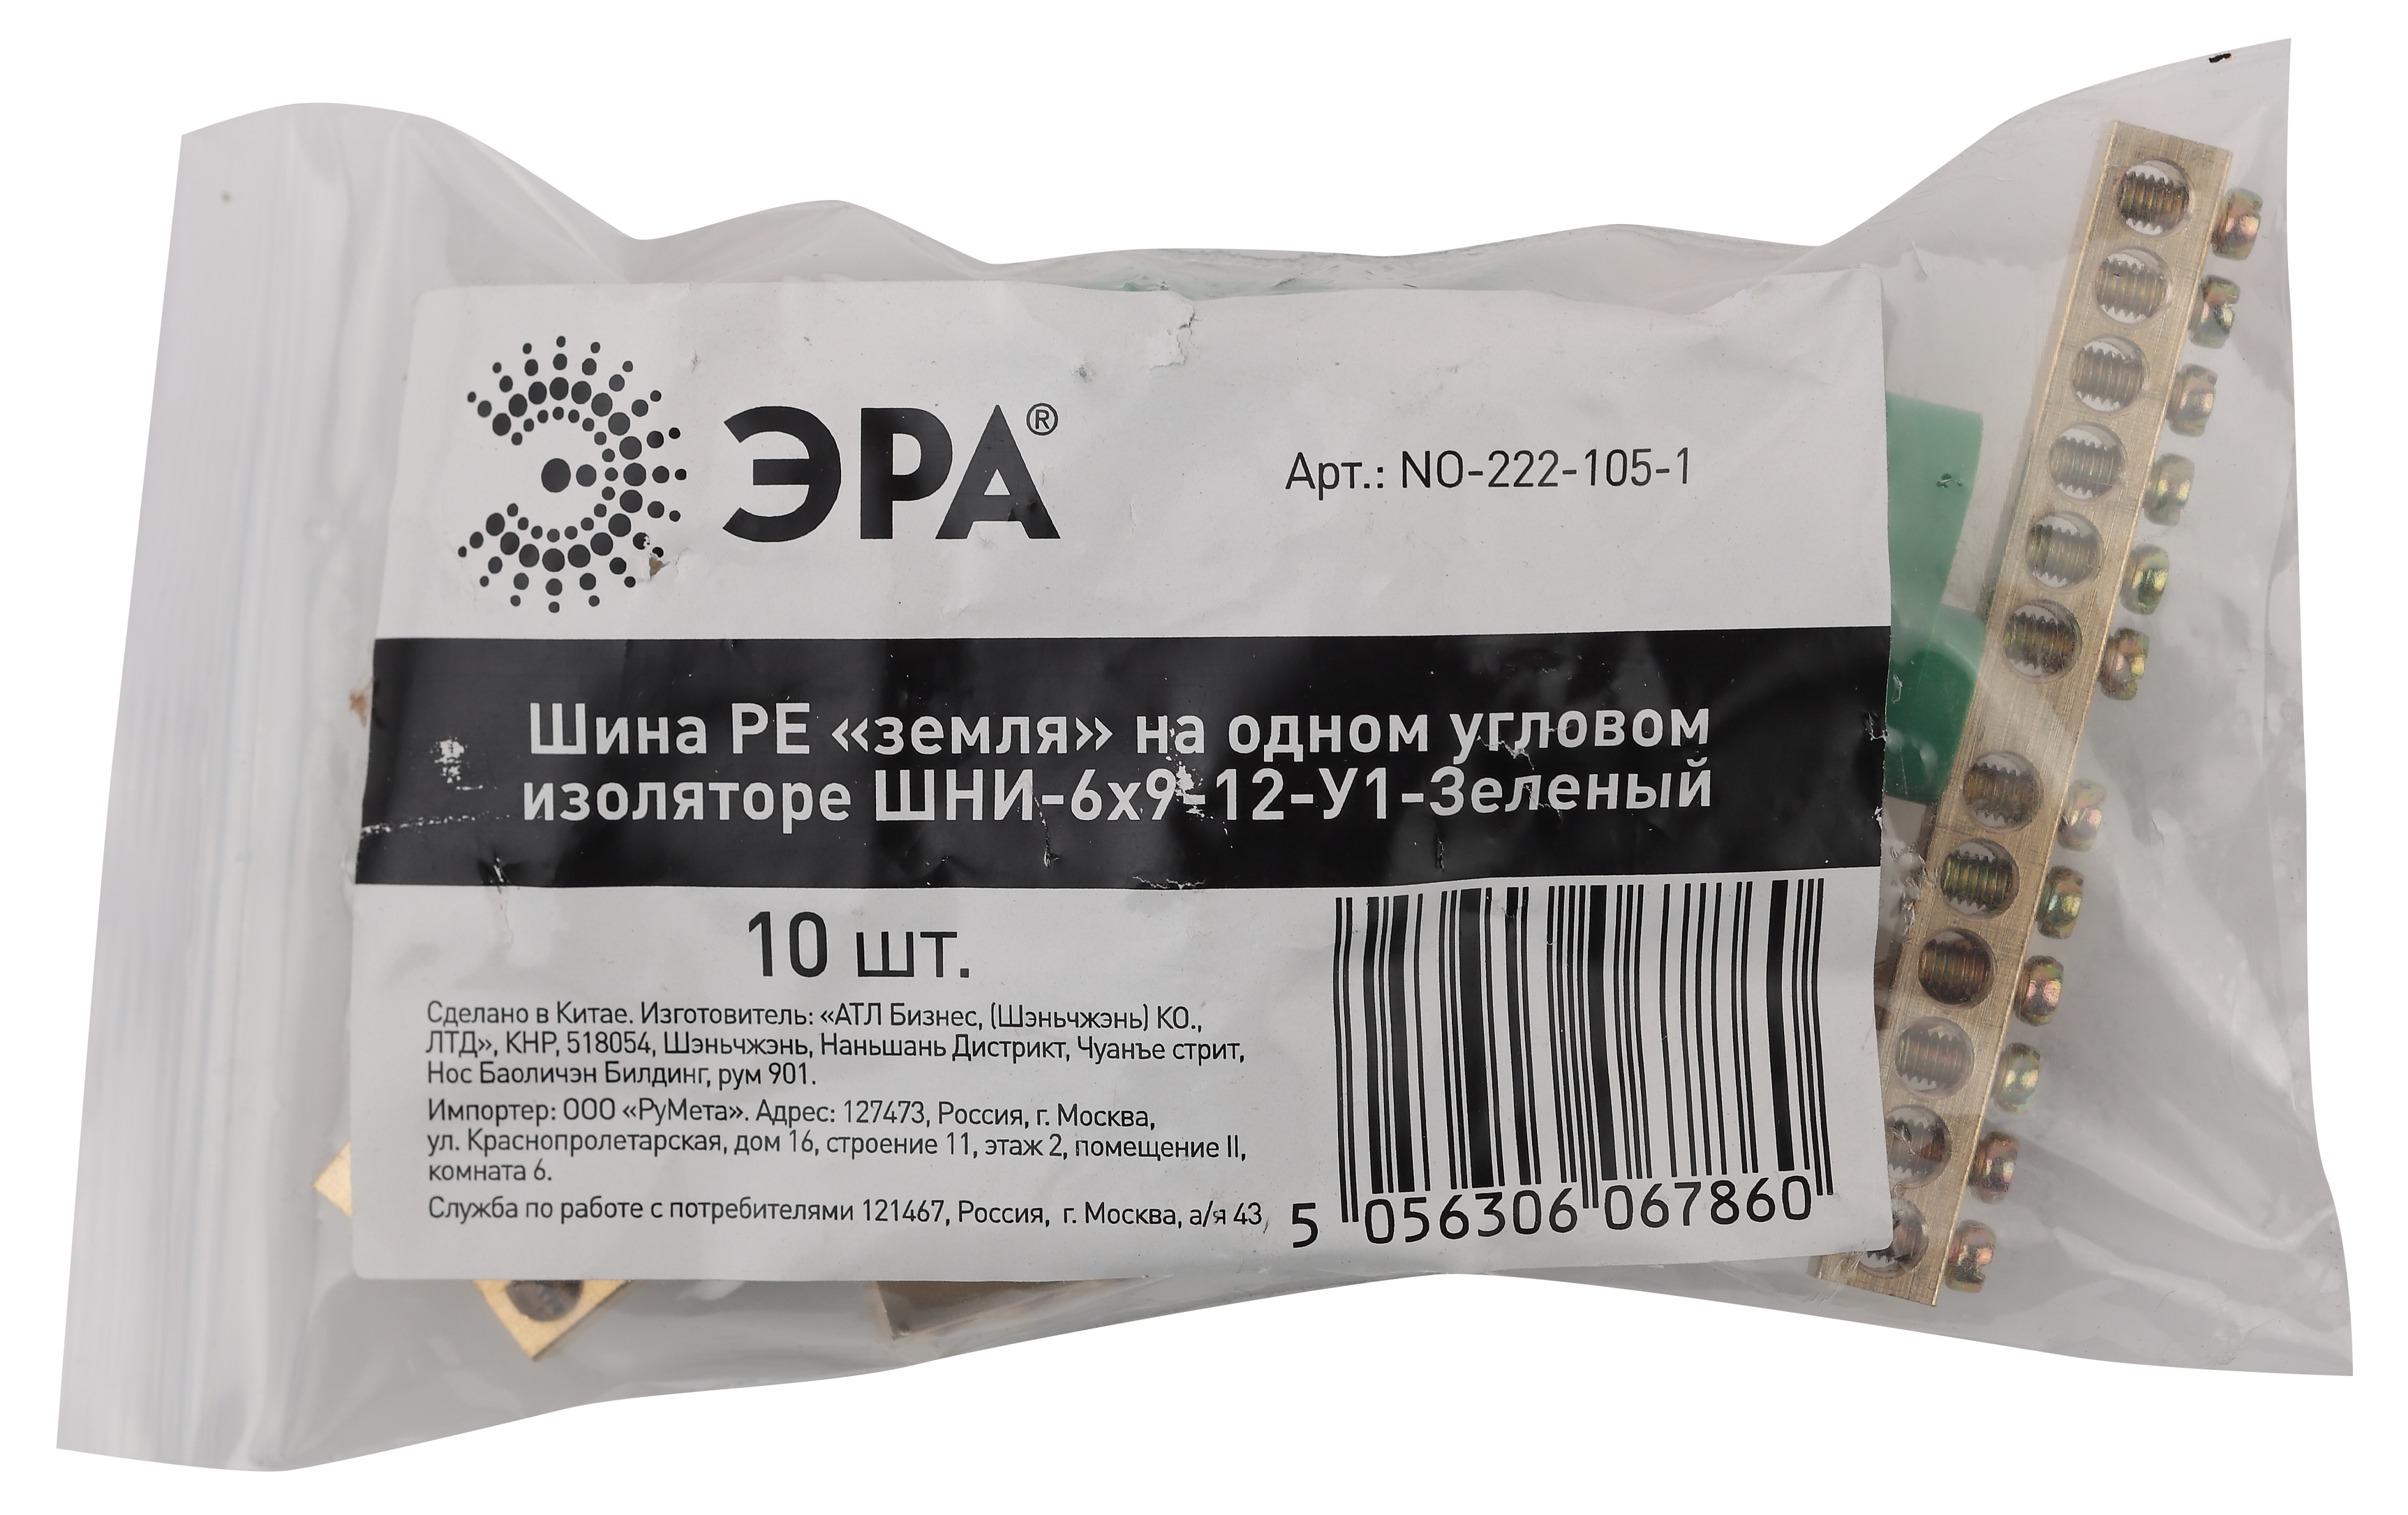 ЭРА®
Арт.: NO-222-105-1
Шина PE «земля» на одном угловом
изоляторе ШНИ-6х9-12-У1-Зеленый
10 шт.
Сделано в Китае. Изготовитель: «АТЛ Бизнес, (Шэньчжэнь) КО.,
ЛТД», КНР, 518054, Шэньчжэнь, Наньшань Дистрикт, Чуанъе стрит,
Нос Баоличэн Билдинг, рум 901.
Импортер: ООО «РуМета». Адрес: 127473, Россия, г. Москва,
ул. Краснопролетарская, дом 16, строение 11, этаж 2, помещение II,
комната 6.
Служба по работе с потребителями 121467, Россия, г. Москва, а/я 43,
5 056306 067860